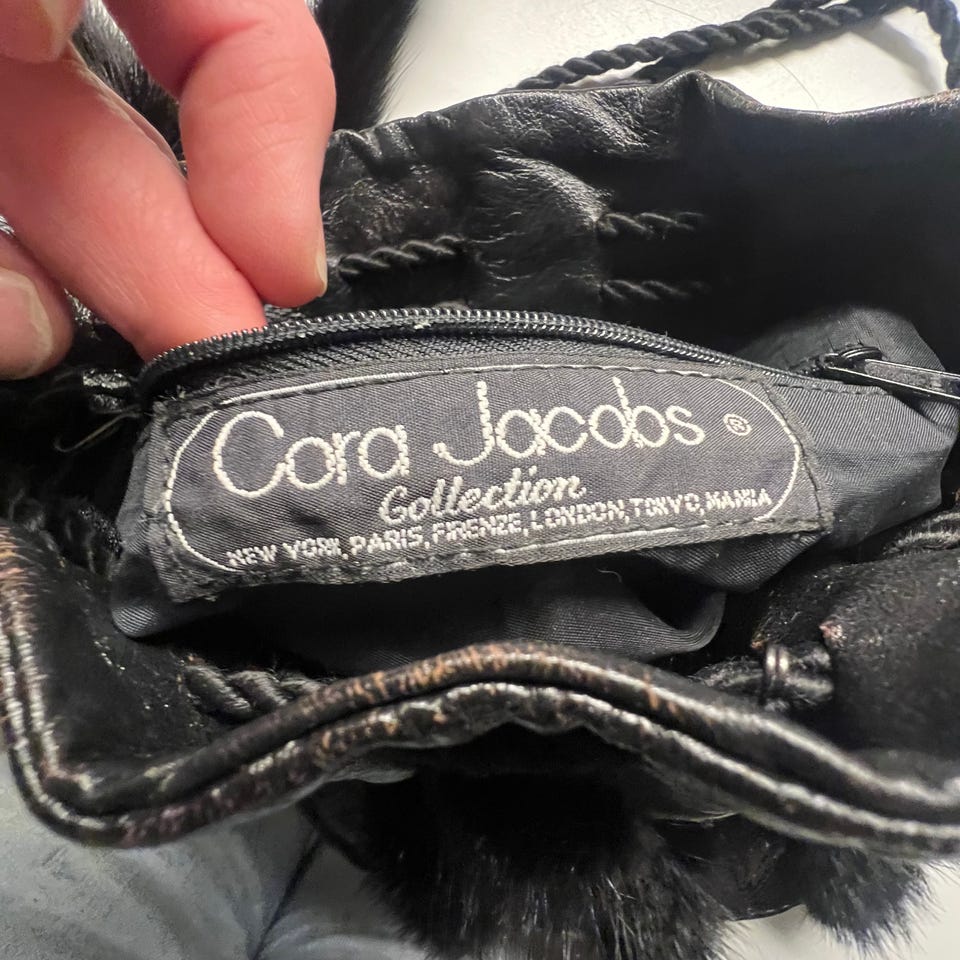 Cora Jacobs ®
Collection
NEW YORK, PARIS, FIRENZE, LONDON, TOKYO, MANILA